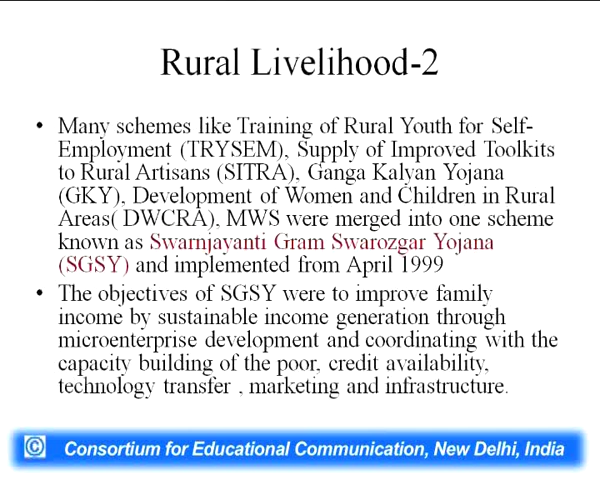 Rural Livelihood-2
• Many schemes like Training of Rural Youth for Self-
Employment (TRYSEM), Supply of Improved Toolkits
to Rural Artisans (SITRA), Ganga Kalyan Yojana
(GKY), Development of Women and Children in Rural
Areas( DWCRA), MWS were merged into one scheme
known as Swarnjayanti Gram Swarozgar Yojana
(SGSY) and implemented from April 1999
• The objectives of SGSY were to improve family
income by sustainable income generation through
microenterprise development and coordinating with the
capacity building of the poor, credit availability,
technology transfer , marketing and infrastructure.
© Consortium for Educational Communication, New Delhi, India